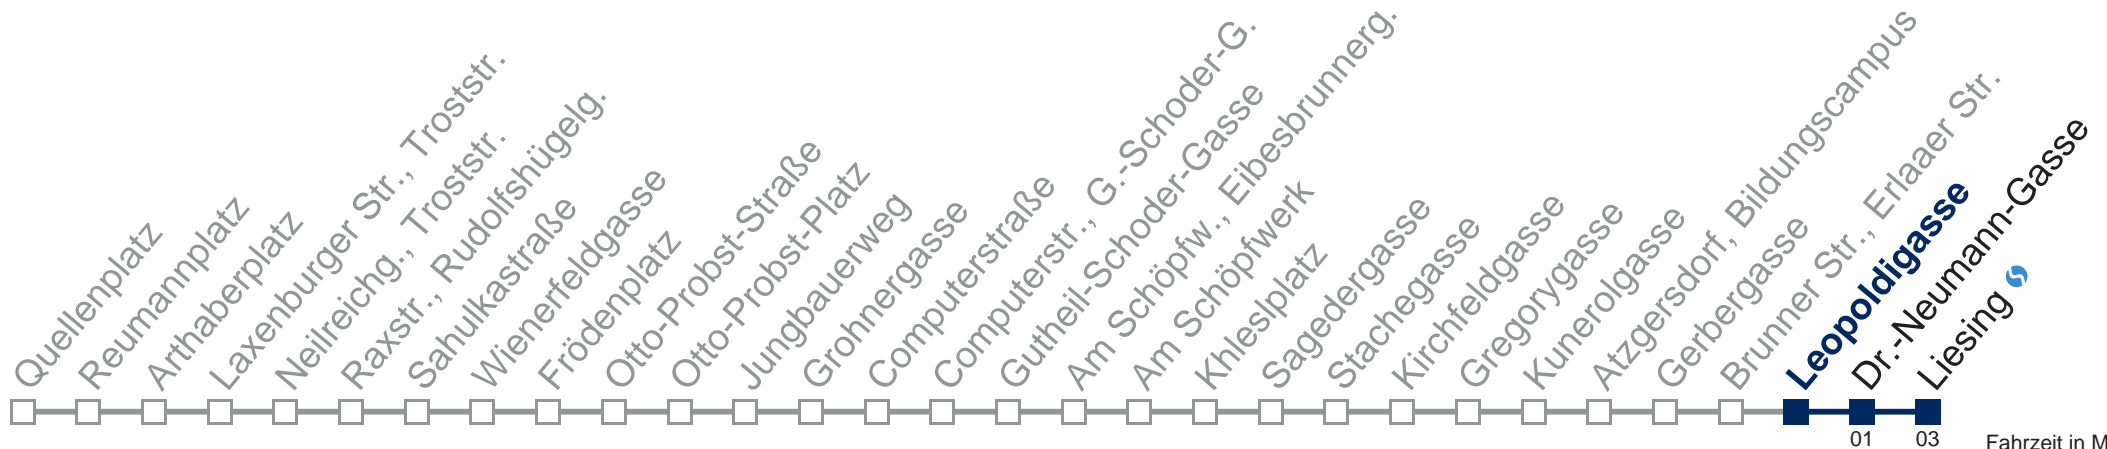 Quellenplatz
Reumannplatz
Arthaberplatz
Laxenburger Str., Troststr.
Neilreichg., Troststr.
Raxstr., Rudolfshügelg.
Sahulkastraße
Wienerfeldgasse
Frödenplatz
Otto-Probst-Straße
Otto-Probst-Platz
Jungbauerweg
Grohnergasse
Computerstraße
Computerstr., G.-Schoder-G.
Gutheil-Schoder-Gasse
Am Schöpfw., Eibesbrunnerg.
Am Schöpfwerk
Khleslplatz
Sagedergasse
Stachegasse
Kirchfeldgasse
Gregorygasse
Kunerolgasse
Atzgersdorf, Bildungscampus
Gerbergasse
Brunner Str., Erlaaer Str.
Leopoldigasse
Dr.-Neumann-Gasse
Liesing
01 03
Fahrzeit in M